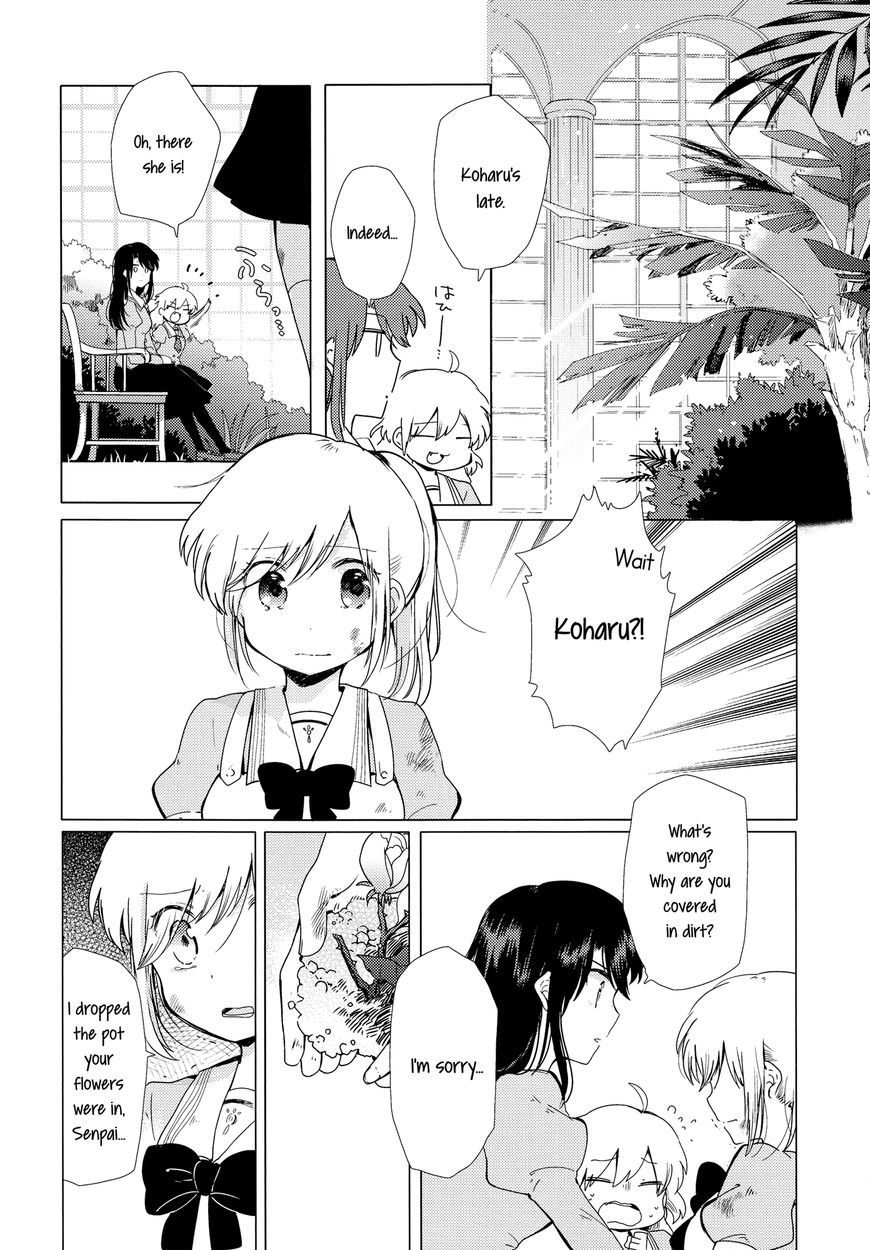 Koharu's
late.
Indeed...
はひー…
Oh, there
she is!
Wait
Koharu?!
What's
wrong?
Why are you
covered
in dirt?
I'm sorry...
I dropped
the pot
your
flowers
were in,
Senpai...